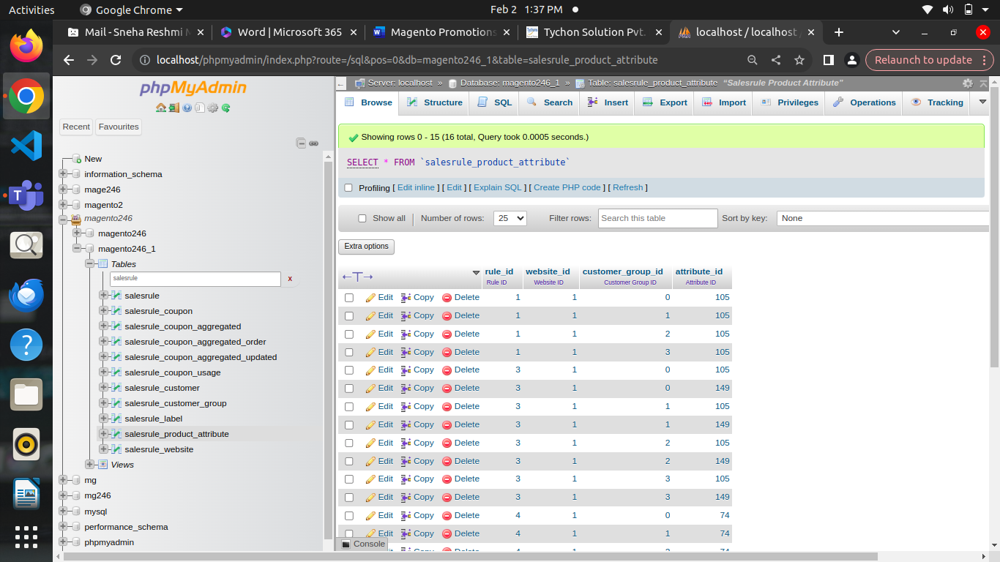 Activities
Google Chrome
Feb 2 1:37 PM
Mail - Sneha Reshmi M
Word | Microsoft 365
Magento Promotions
Tychon Solution Pvt.
localhost / localhost
localhost/phpmyadmin/index.php?route=/sql&pos=0&db=magento246_1&table=salesrule_product_attribute
Relaunch to update
phpMyAdmin
Recent
Favourites
New
information_schema
mage246
magento2
magento246
magento246
magento246_1
Tables
salesrule
x
salesrule
salesrule_coupon
salesrule_coupon_aggregated
salesrule_coupon_aggregated_order
salesrule_coupon_aggregated_updated
salesrule_coupon_usage
salesrule_customer
salesrule_customer_group
salesrule_label
salesrule_product_attribute
salesrule_website
Views
mg
mg246
mysql
performance_schema
phpmyadmin
Server: localhost » Database: magento246_1 » Table: salesrule_product_attribute "Salesrule Product Attribute"
Browse Structure SQL Search Insert Export Import Privileges Operations Tracking
Showing rows 0 - 15 (16 total, Query took 0.0005 seconds.)
SELECT * FROM `salesrule_product_attribute`
Profiling [ Edit inline ] [ Edit ] [ Explain SQL ] [ Create PHP code ] [ Refresh ]
Show all | Number of rows: 25 Filter rows: Search this table Sort by key: None
Extra options
rule_id website_id customer_group_id attribute_id
Rule ID Website ID Customer Group ID Attribute ID
Edit Copy Delete 1 1 0 105
Edit Copy Delete 1 1 1 105
Edit Copy Delete 1 1 2 105
Edit Copy Delete 1 1 3 105
Edit Copy Delete 3 1 0 105
Edit Copy Delete 3 1 0 149
Edit Copy Delete 3 1 1 105
Edit Copy Delete 3 1 1 149
Edit Copy Delete 3 1 2 105
Edit Copy Delete 3 1 2 149
Edit Copy Delete 3 1 3 105
Edit Copy Delete 3 1 3 149
Edit Copy Delete 4 1 0 74
Edit Copy Delete 4 1 1 74
Console